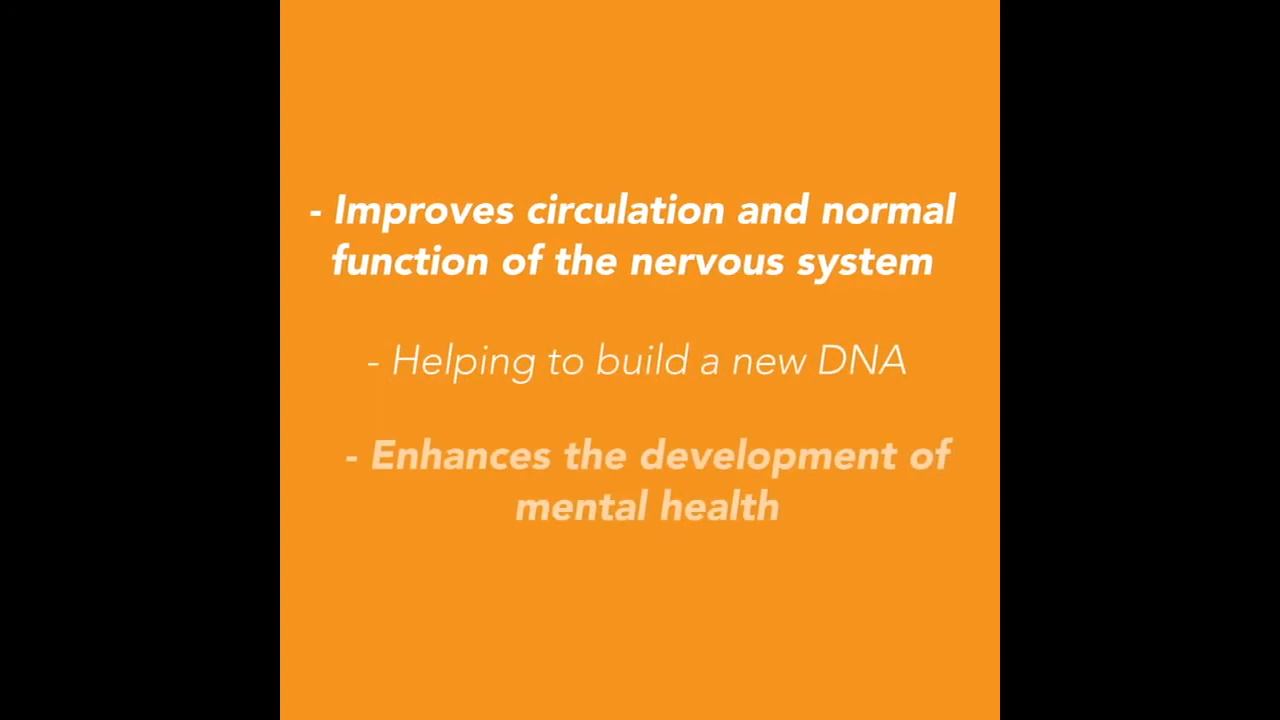 - Improves circulation and normal
function of the nervous system
- Helping to build a new DNA
- Enhances the development of
mental health